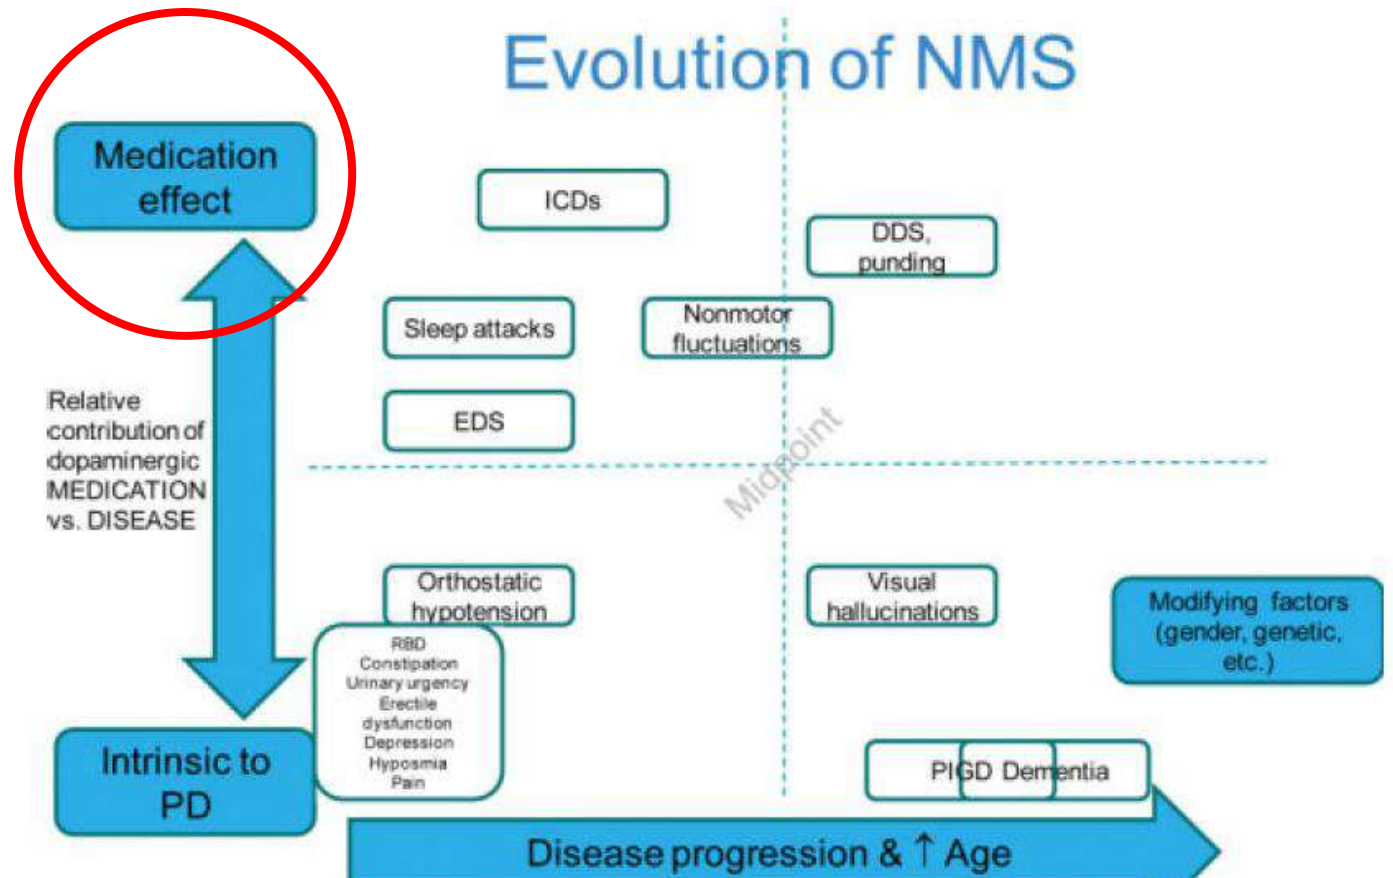 Evolution of NMS
Medication
effect
ICDs
DDS,
punding
Sleep attacks
Nonmotor
fluctuations
EDS
Relative
contribution of
dopaminergic
MEDICATION
vs. DISEASE
Midpoint
Orthostatic
hypotension
Visual
hallucinations
Modifying factors
(gender, genetic,
etc.)
RBD
Constipation
Urinary urgency
Erectile
dysfunction
Depression
Hyposmia
Pain
Intrinsic to
PD
PIGD Dementia
Disease progression & ↑ Age